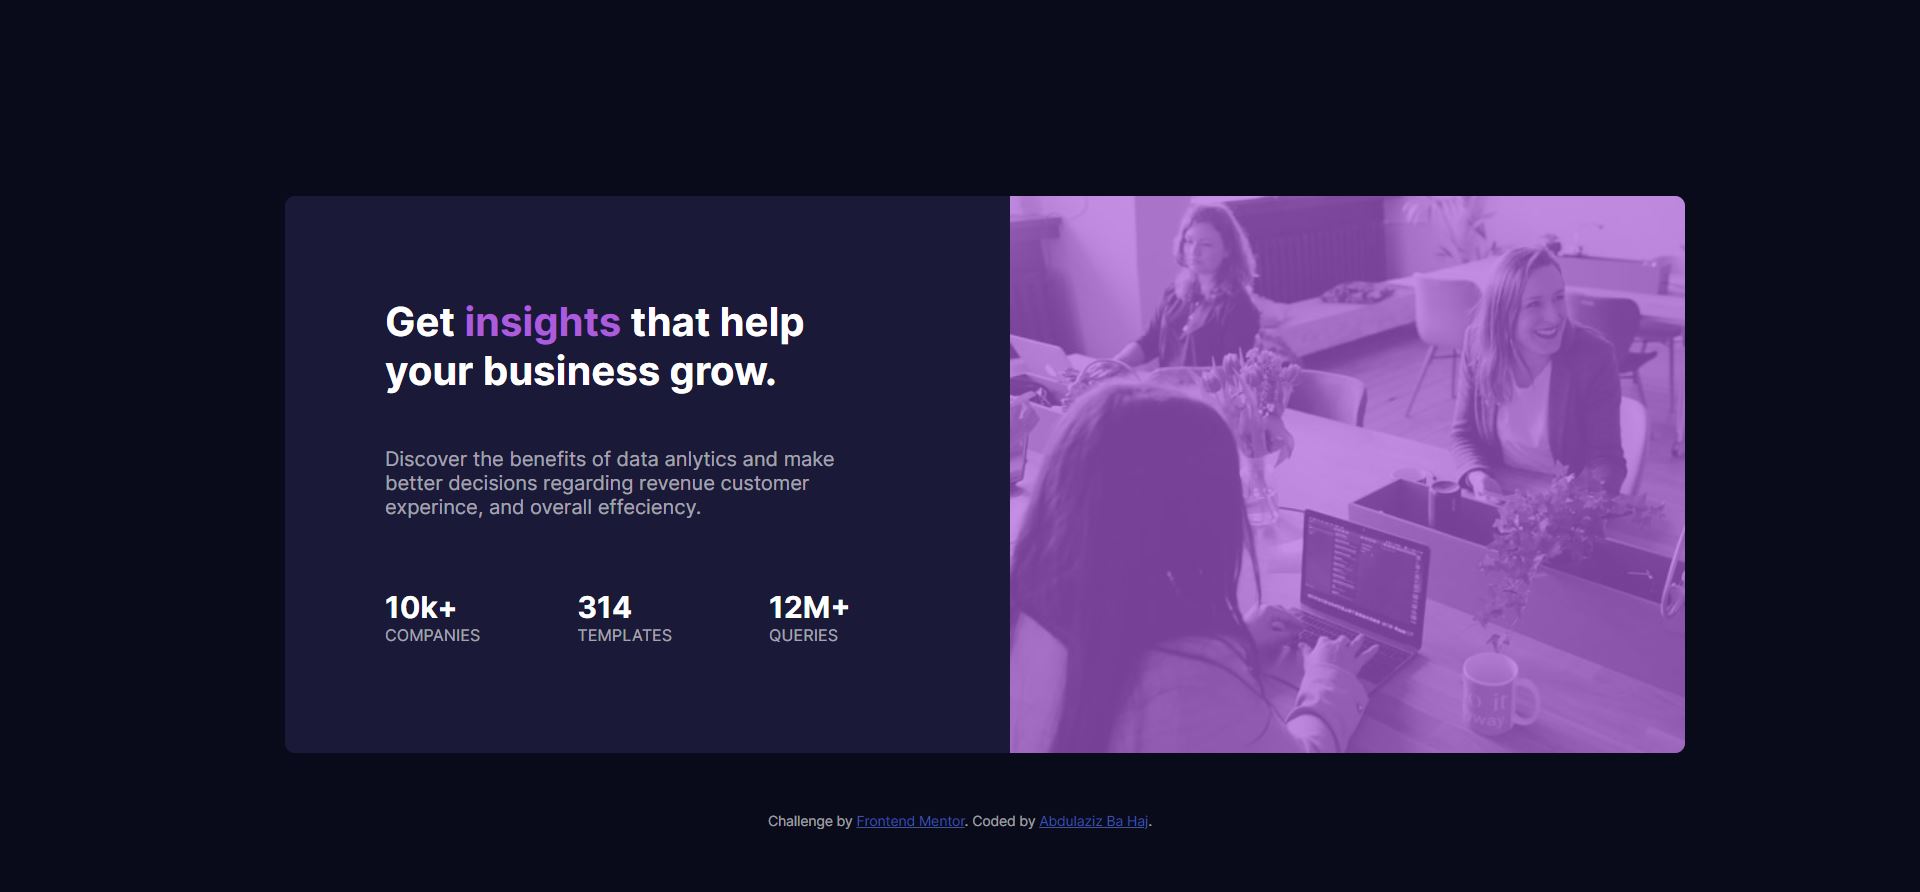 Get insights that help
your business grow.
Discover the benefits of data anlytics and make
better decisions regarding revenue customer
experince, and overall effeciency.
10k+ 314 12M+
COMPANIES TEMPLATES QUERIES
o it
way
Challenge by Frontend Mentor. Coded by Abdulaziz Ba Haj.